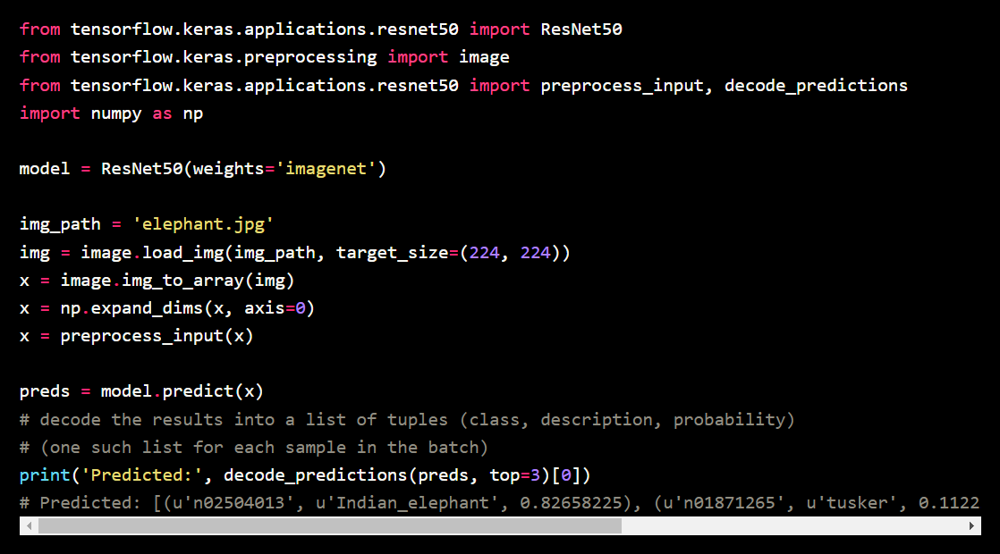 from tensorflow.keras.applications.resnet50 import ResNet50
from tensorflow.keras.preprocessing import image
from tensorflow.keras.applications.resnet50 import preprocess_input, decode_predictions
import numpy as np
model = ResNet50(weights='imagenet')
img_path = 'elephant.jpg'
img = image.load_img(img_path, target_size=(224, 224))
x = image.img_to_array(img)
x = np.expand_dims(x, axis=0)
x = preprocess_input(x)
preds = model.predict(x)
# decode the results into a list of tuples (class, description, probability)
# (one such list for each sample in the batch)
print('Predicted:', decode_predictions(preds, top=3)[0])
# Predicted: [(u'n02504013', u'Indian_elephant', 0.82658225), (u'n01871265', u'tusker', 0.1122